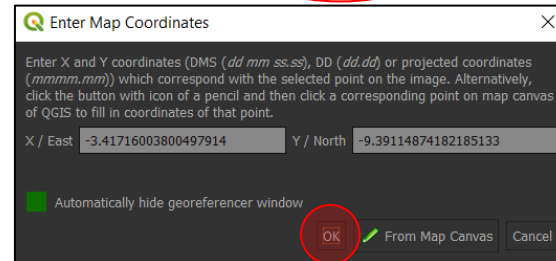 Enter Map Coordinates
Enter X and Y coordinates (DMS (dd mm ss.ss), DD (dd.dd) or projected coordinates
(mmmm.mm)) which correspond with the selected point on the image. Alternatively,
click the button with icon of a pencil and then click a corresponding point on map canvas
of QGIS to fill in coordinates of that point.
X / East -3.41716003800497914 Y / North -9.39114874182185133
Automatically hide georeferencer window
OK From Map Canvas Cancel